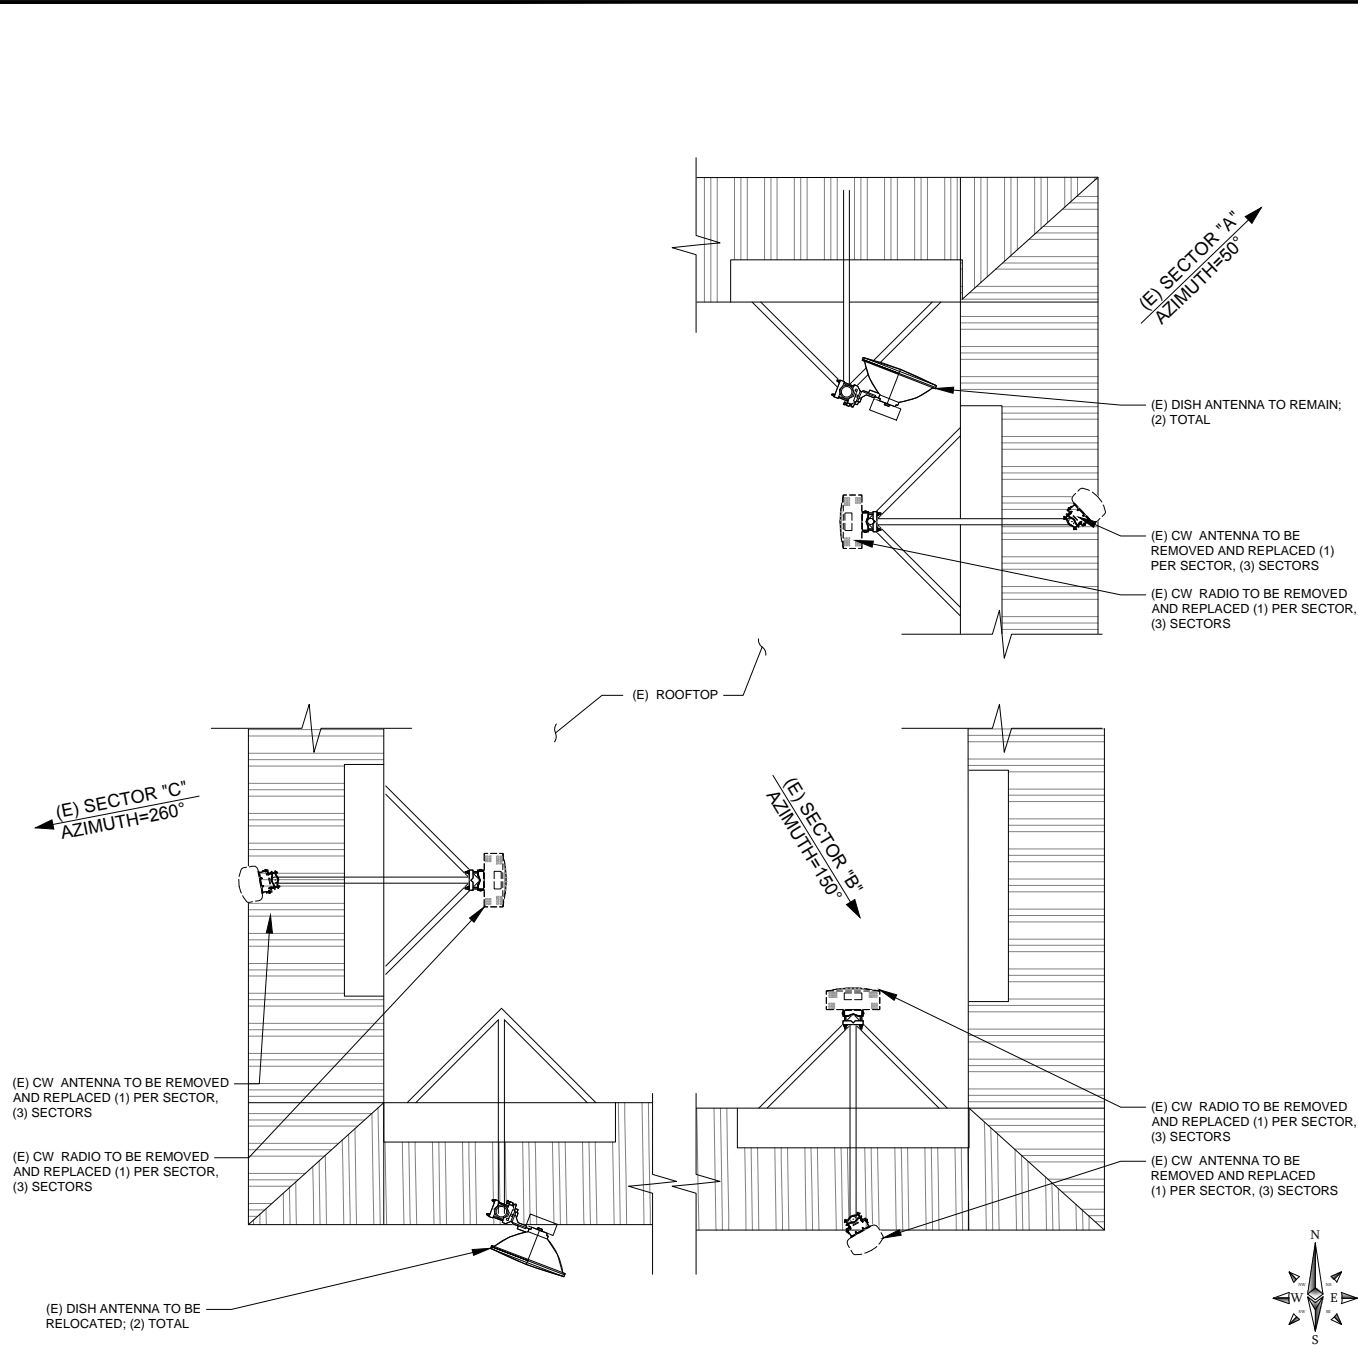 (E) SECTOR "A"
AZIMUTH=50°
(E) DISH ANTENNA TO REMAIN;
(2) TOTAL
(E) CW ANTENNA TO BE
REMOVED AND REPLACED (1)
PER SECTOR, (3) SECTORS
(E) CW RADIO TO BE REMOVED
AND REPLACED (1) PER SECTOR,
(3) SECTORS
(E) ROOFTOP
(E) SECTOR "C"
AZIMUTH=260°
(E) SECTOR "B"
AZIMUTH=150°
(E) CW ANTENNA TO BE REMOVED
AND REPLACED (1) PER SECTOR,
(3) SECTORS
(E) CW RADIO TO BE REMOVED
AND REPLACED (1) PER SECTOR,
(3) SECTORS
(E) CW RADIO TO BE REMOVED
AND REPLACED (1) PER SECTOR,
(3) SECTORS
(E) CW ANTENNA TO BE
REMOVED AND REPLACED
(1) PER SECTOR, (3) SECTORS
(E) DISH ANTENNA TO BE
RELOCATED; (2) TOTAL
N
W E
S